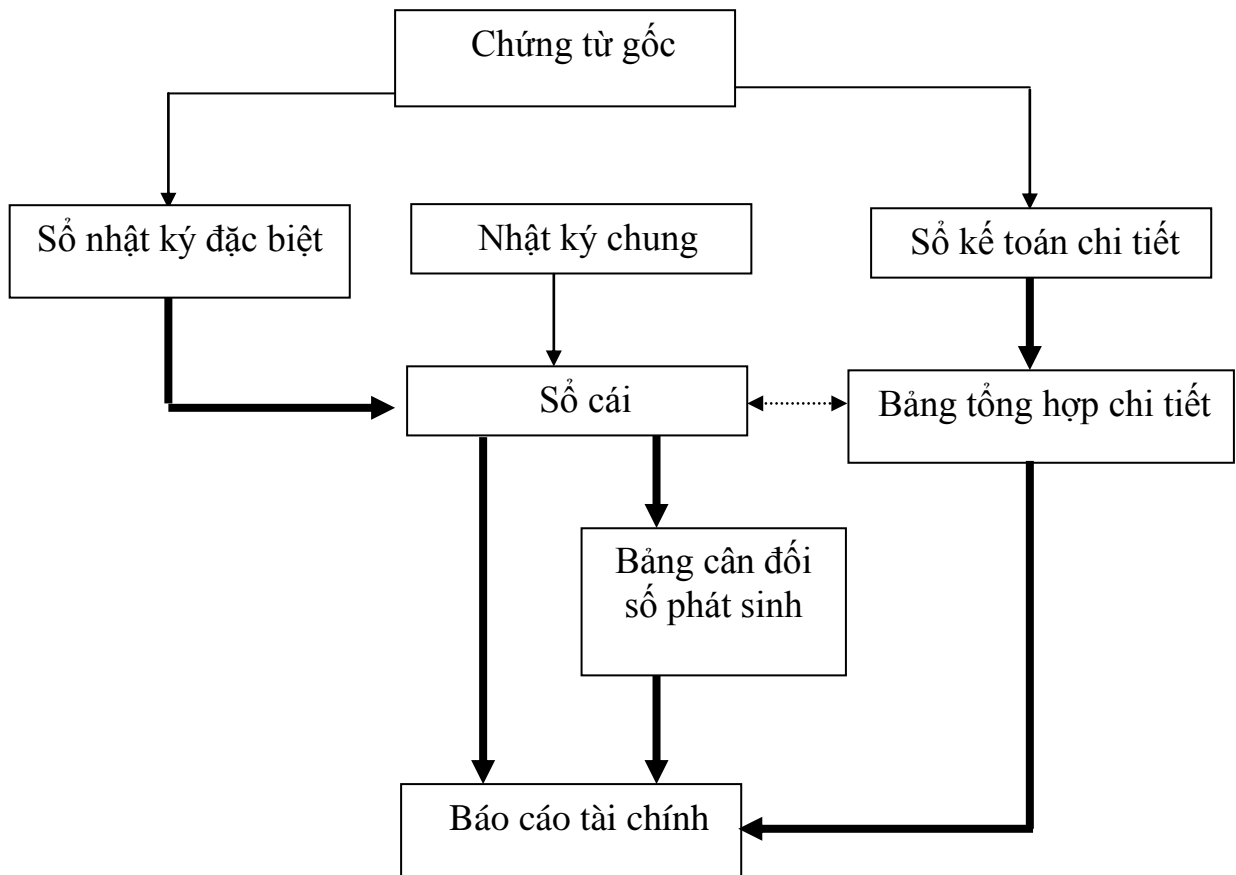 Chứng từ gốc
Sổ nhật ký đặc biệt
Nhật ký chung
Sổ kế toán chi tiết
Sổ cái
Bảng tổng hợp chi tiết
Bảng cân đối
số phát sinh
Báo cáo tài chính